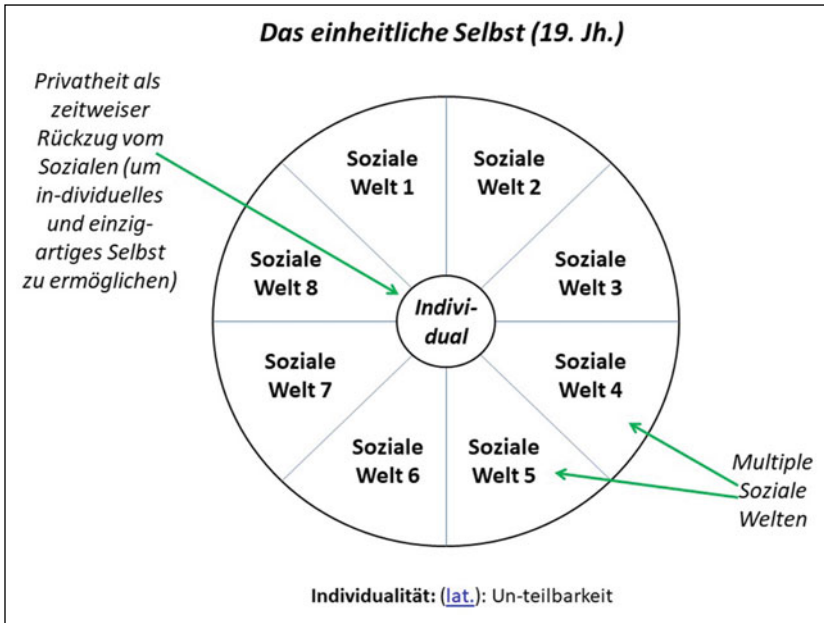 Das einheitliche Selbst (19. Jh.)
Privatheit als
zeitweiser
Rückzug vom
Sozialen (um
in-dividuelles
und einzig-
artiges Selbst
zu ermöglichen)
Soziale
Welt 1
Soziale
Welt 2
Soziale
Welt 3
Soziale
Welt 4
Soziale
Welt 5
Soziale
Welt 6
Soziale
Welt 7
Soziale
Welt 8
Indivi-
dual
Multiple
Soziale
Welten
Individualität: (lat.): Un-teilbarkeit